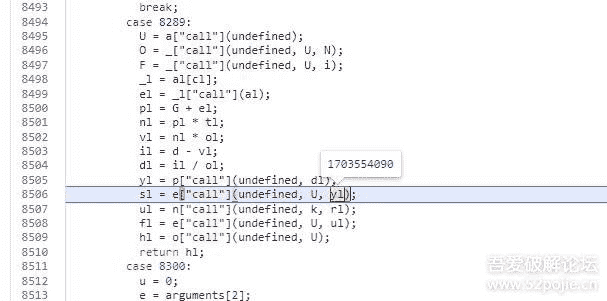 8493 break;
8494 case 8289:
8495 U = a["call"](undefined);
8496 O = _["call"](undefined, U, N);
8497 F = _["call"](undefined, U, i);
8498 _l = al[cl];
8499 el = _l["call"](al);
8500 pl = G + el;
8501 nl = pl * tl;
8502 vl = nl * ol;
8503 il = d - vl;
8504 dl = il / ol;
1703554090
8505 yl = p["call"](undefined, dl);
8506 sl = e["call"](undefined, U, yl);
8507 ul = n["call"](undefined, k, rl);
8508 fl = e["call"](undefined, U, ul);
8509 hl = o["call"](undefined, U);
8510 return hl;
8511 case 8300:
8512 u = 0;
8513 e = arguments[2];
吾爱破解论坛
www.52pojie.cn